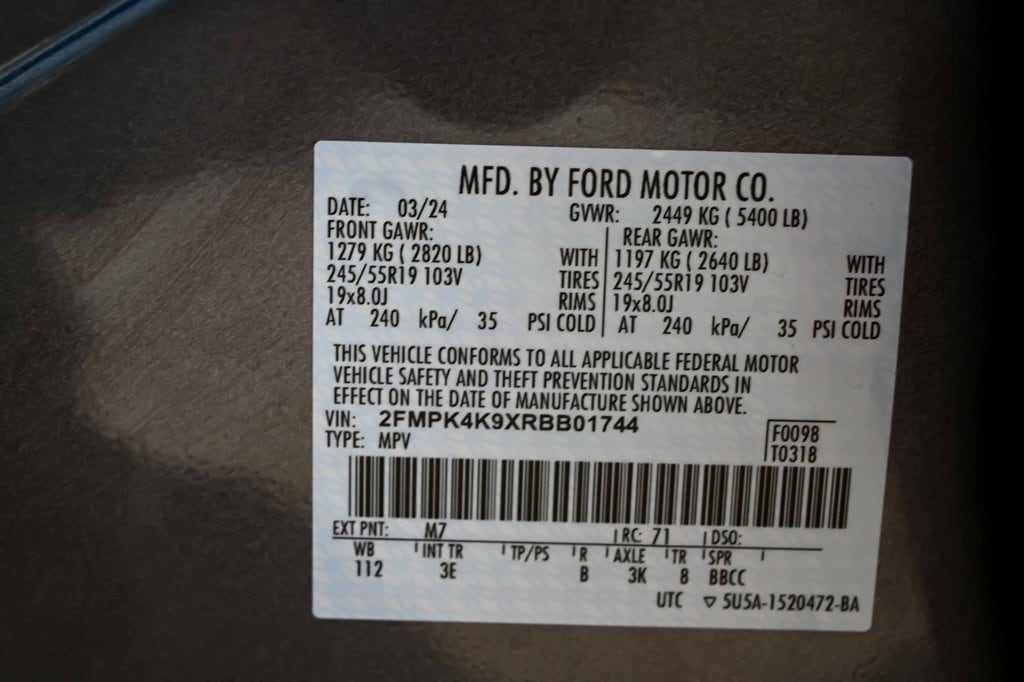 MFD. BY FORD MOTOR CO.
DATE: 03/24 GVWR: 2449 KG ( 5400 LB)
FRONT GAWR: REAR GAWR:
1279 KG ( 2820 LB) WITH 1197 KG ( 2640 LB) WITH
245/55R19 103V TIRES 245/55R19 103V TIRES
19x8.0J RIMS 19x8.0J RIMS
AT 240 kPa/ 35 PSI COLD AT 240 kPa/ 35 PSI COLD
THIS VEHICLE CONFORMS TO ALL APPLICABLE FEDERAL MOTOR
VEHICLE SAFETY AND THEFT PREVENTION STANDARDS IN
EFFECT ON THE DATE OF MANUFACTURE SHOWN ABOVE.
VIN: 2FMPK4K9XRBB01744
TYPE: MPV
F0098
T0318
EXT PNT: M7 RC: 71 DSO:
WB INT TR TP/PS R AXLE TR SPR
112 3E B 3K 8 BBCC
UTC ▽ 5U5A-1520472-BA